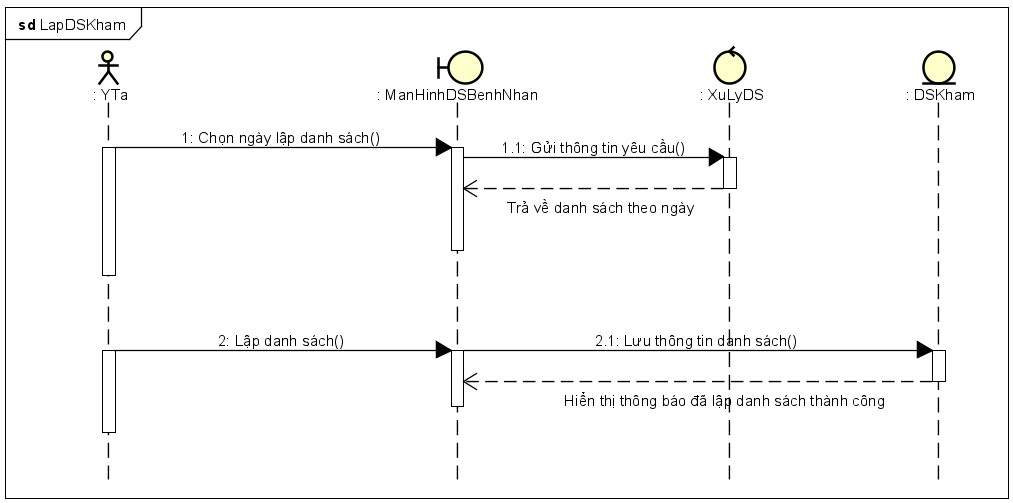 sd LapDSKham
: YTa
: ManHinhDSBenhNhan
: XuLyDS
: DSKham
1: Chọn ngày lập danh sách()
1.1: Gửi thông tin yêu cầu()
Trả về danh sách theo ngày
2: Lập danh sách()
2.1: Lưu thông tin danh sách()
Hiển thị thông báo đã lập danh sách thành công